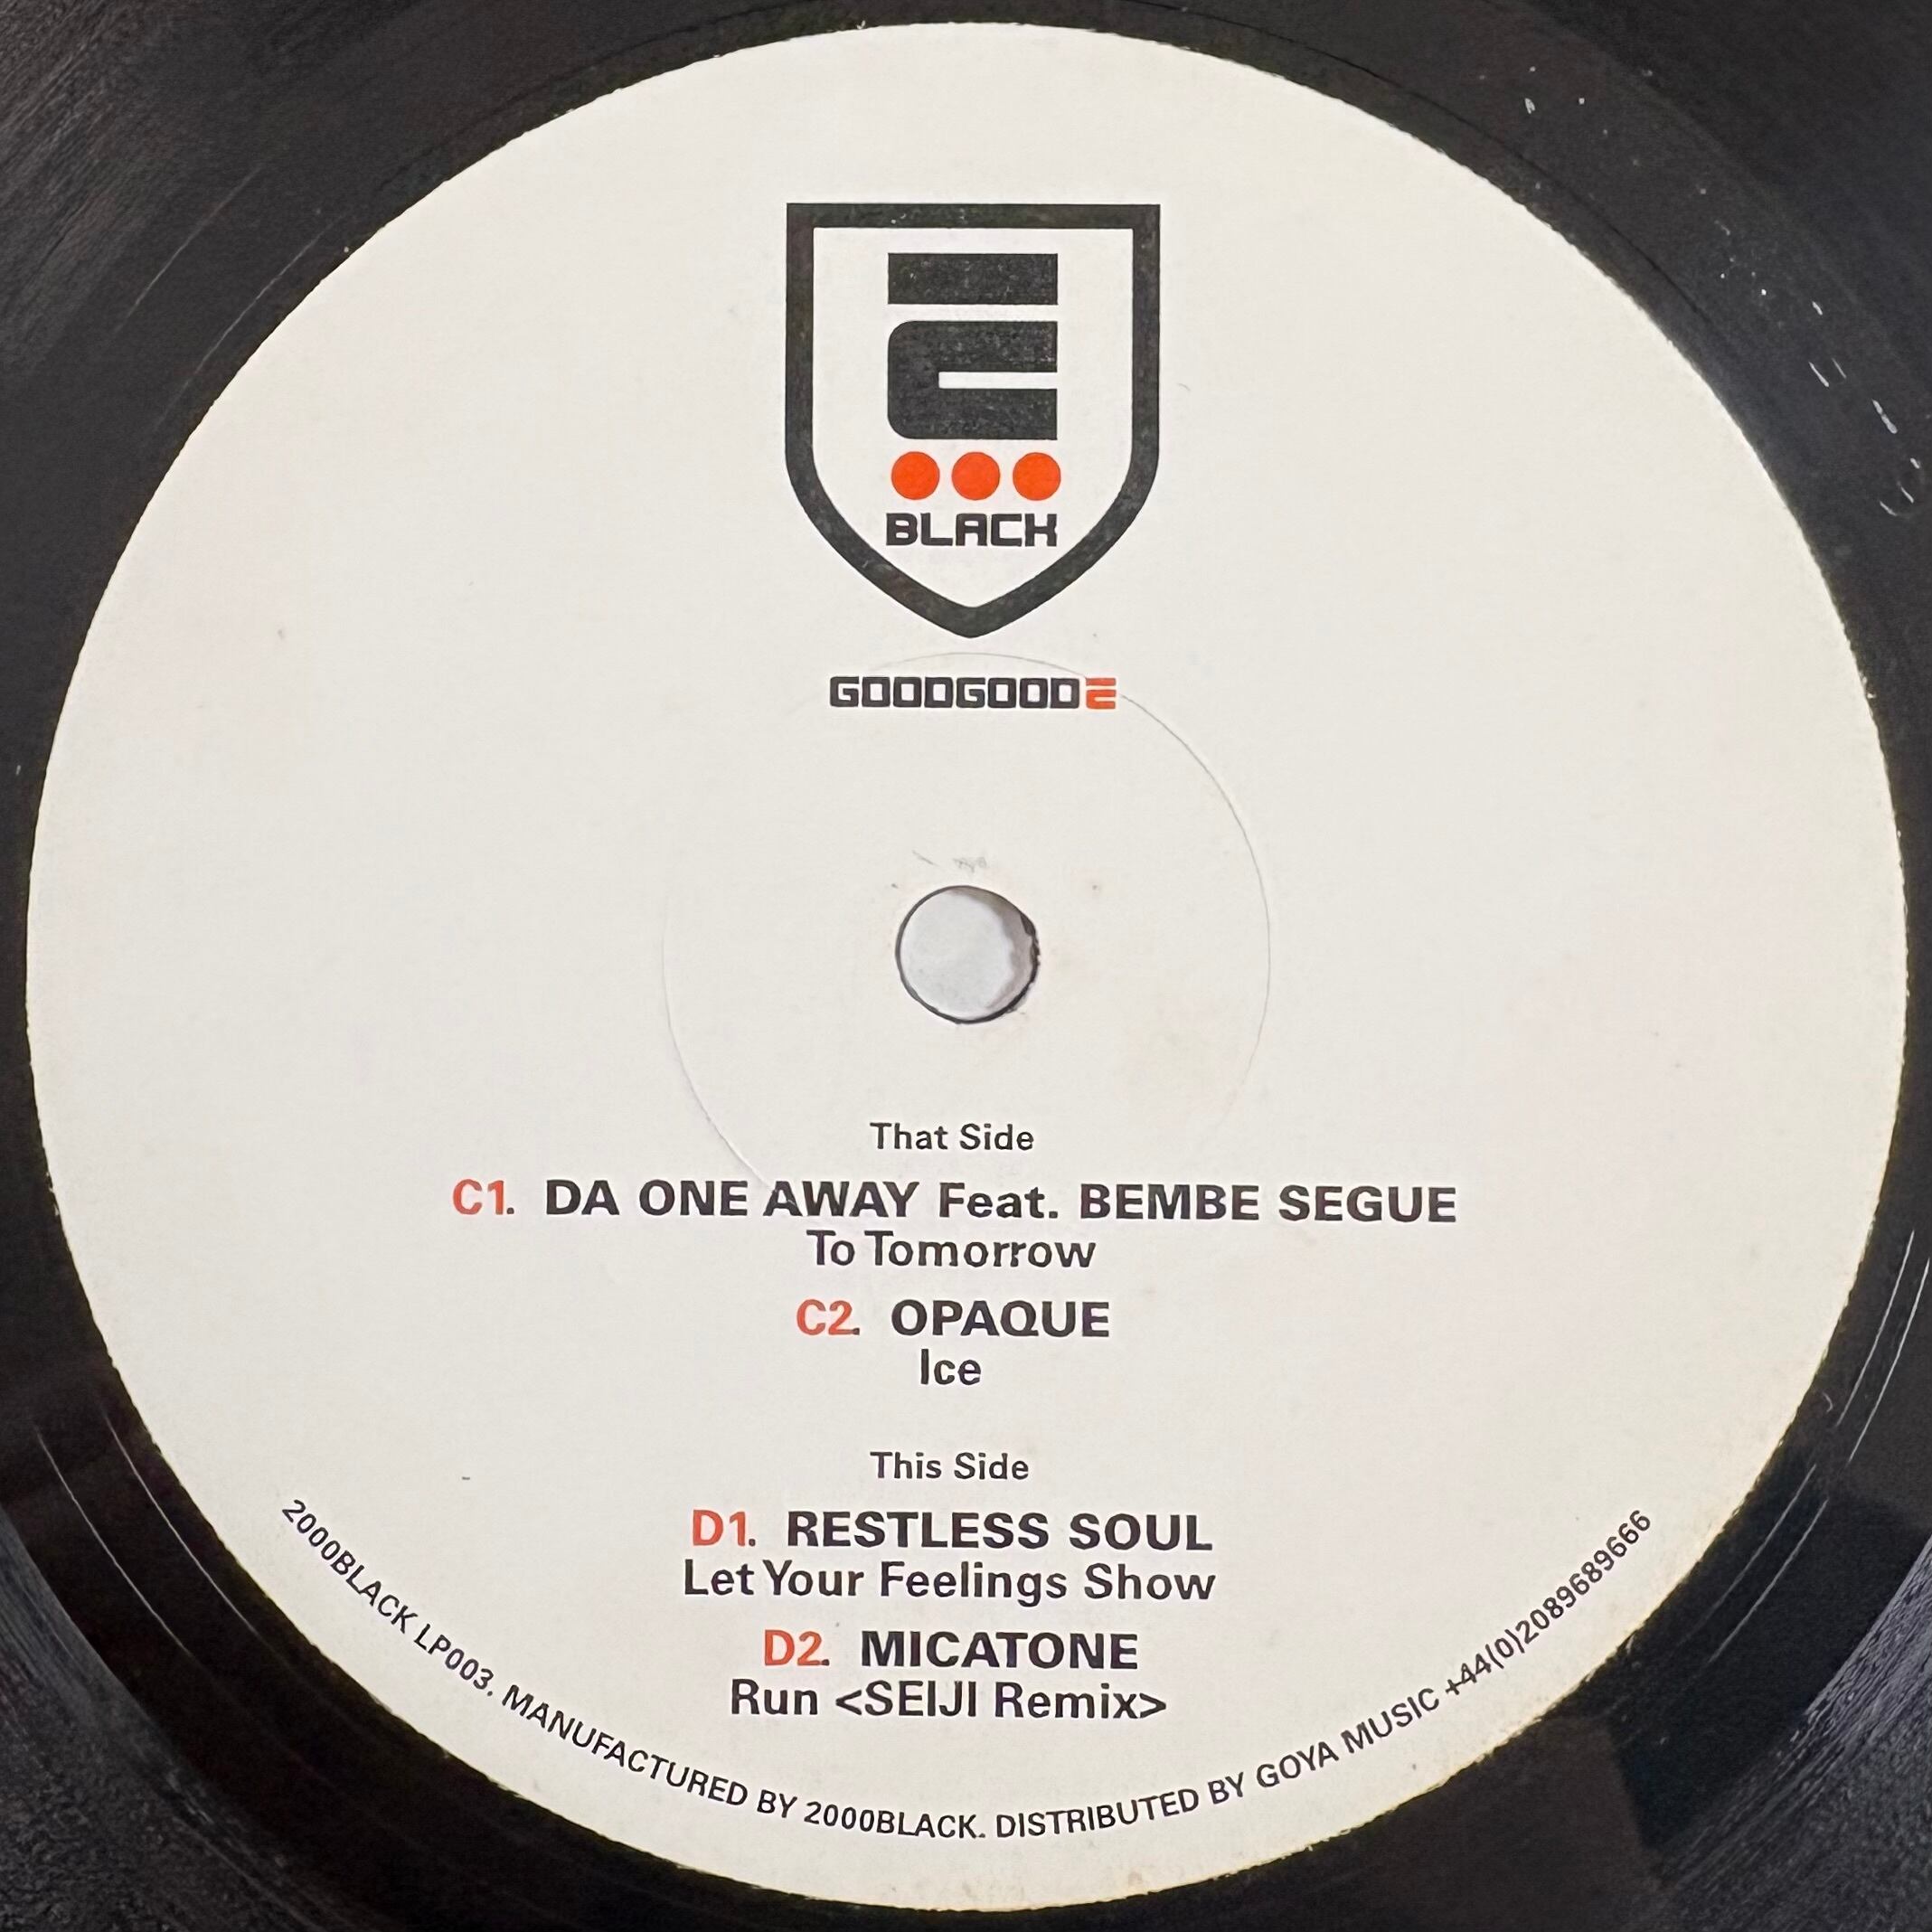 2
BLACK
GOODGOOD2
That Side
C1. DA ONE AWAY Feat. BEMBE SEGUE
To Tomorrow
C2. OPAQUE
Ice
This Side
D1. RESTLESS SOUL
Let Your Feelings Show
D2. MICATONE
Run <SEIJI Remix>
2000BLACK LP003. MANUFACTURED BY 2000BLACK. DISTRIBUTED BY GOYA MUSIC +44(0)2089689666